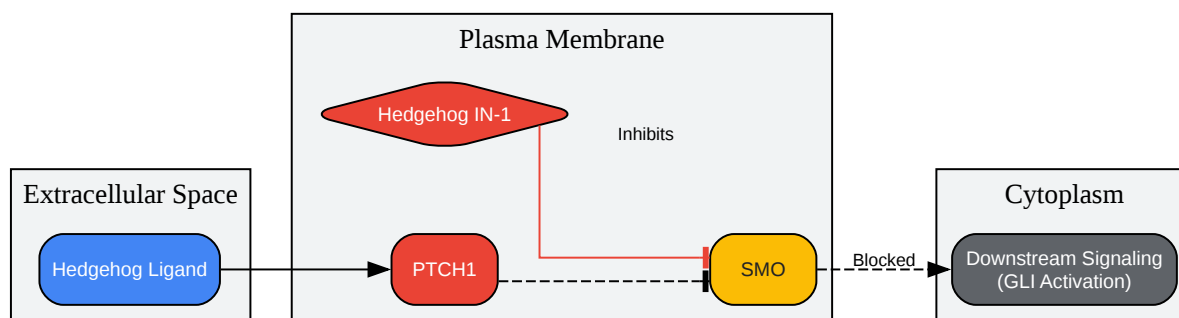 Plasma Membrane
Hedgehog IN-1
Inhibits
Extracellular Space
Cytoplasm
Hedgehog Ligand
PTCH1
SMO
Blocked
Downstream Signaling
(GLI Activation)